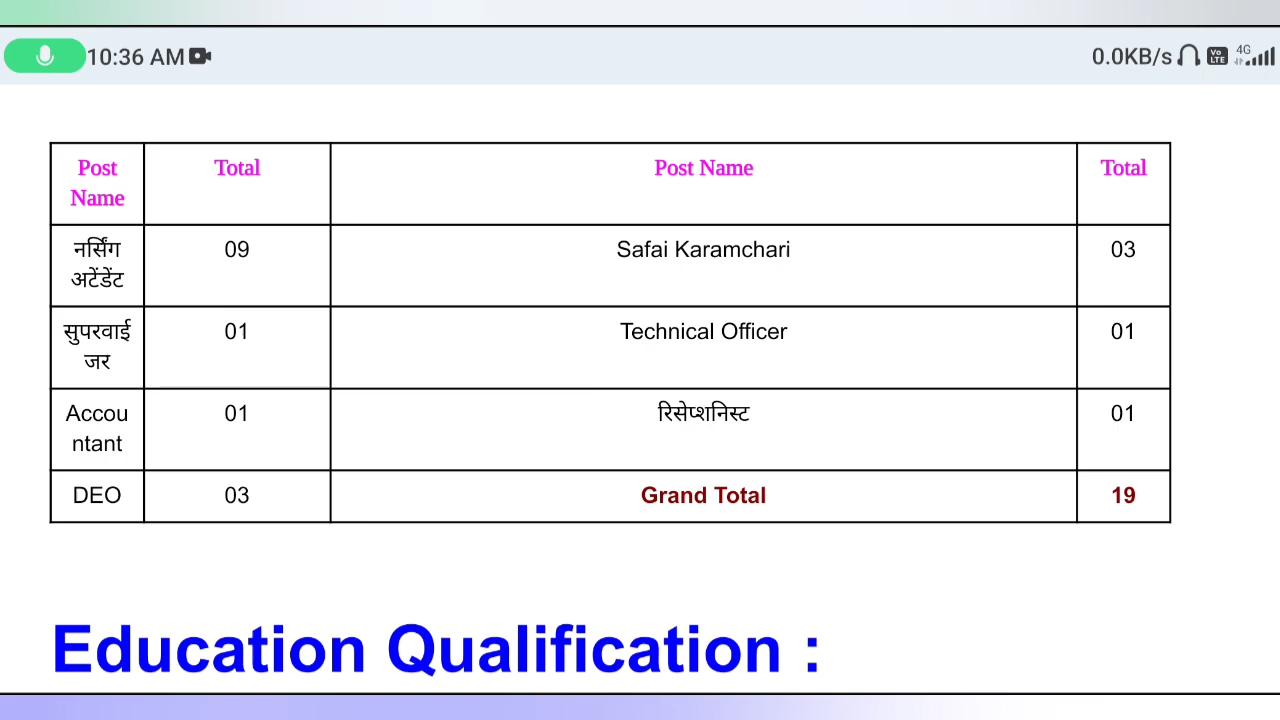 10:36 AM
0.0KB/s Vo LTE 4G
Post Name Total Post Name Total
नर्सिंग अटेंडेंट 09 Safai Karamchari 03
सुपरवाईजर 01 Technical Officer 01
Accountant 01 रिसेप्शनिस्ट 01
DEO 03 Grand Total 19
Education Qualification :